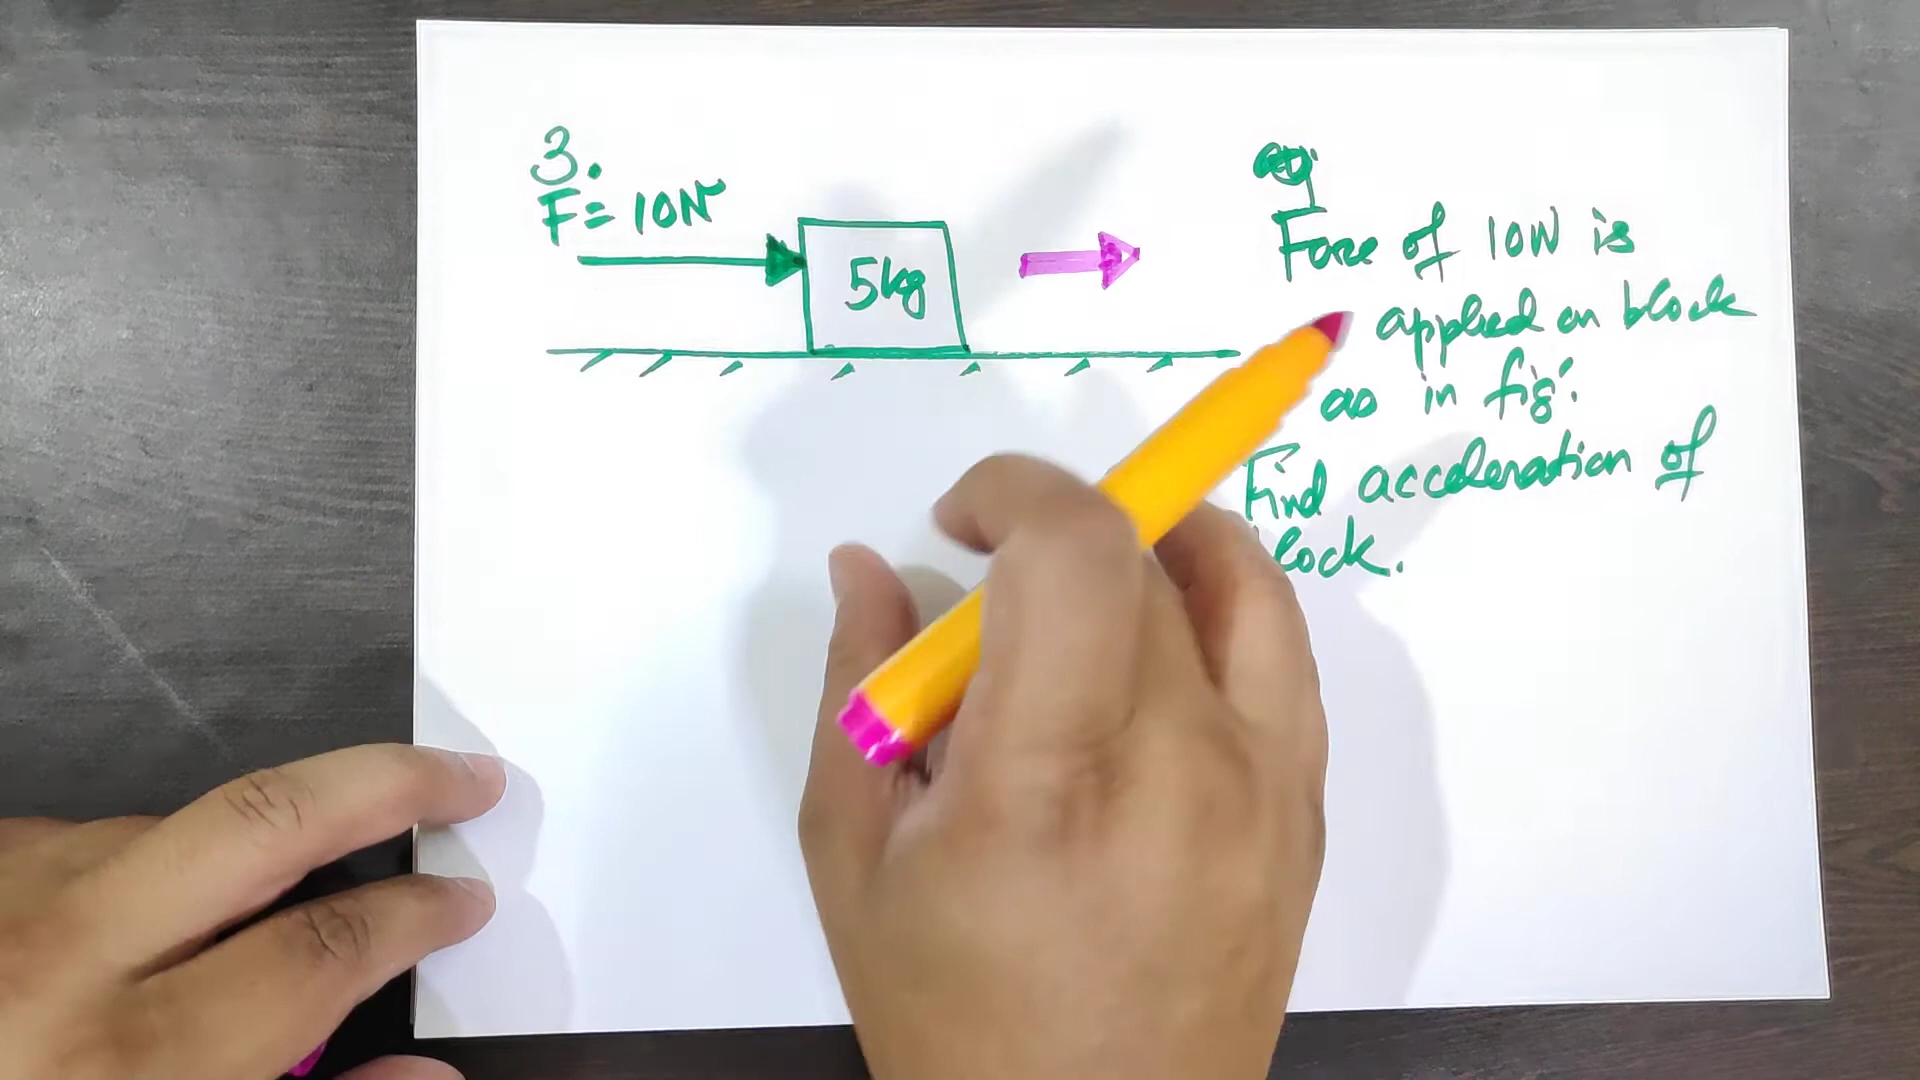 3.
F = 10N
5kg
(a)
Force of 10N is
applied on block
as in fig.
Find acceleration of
lock.